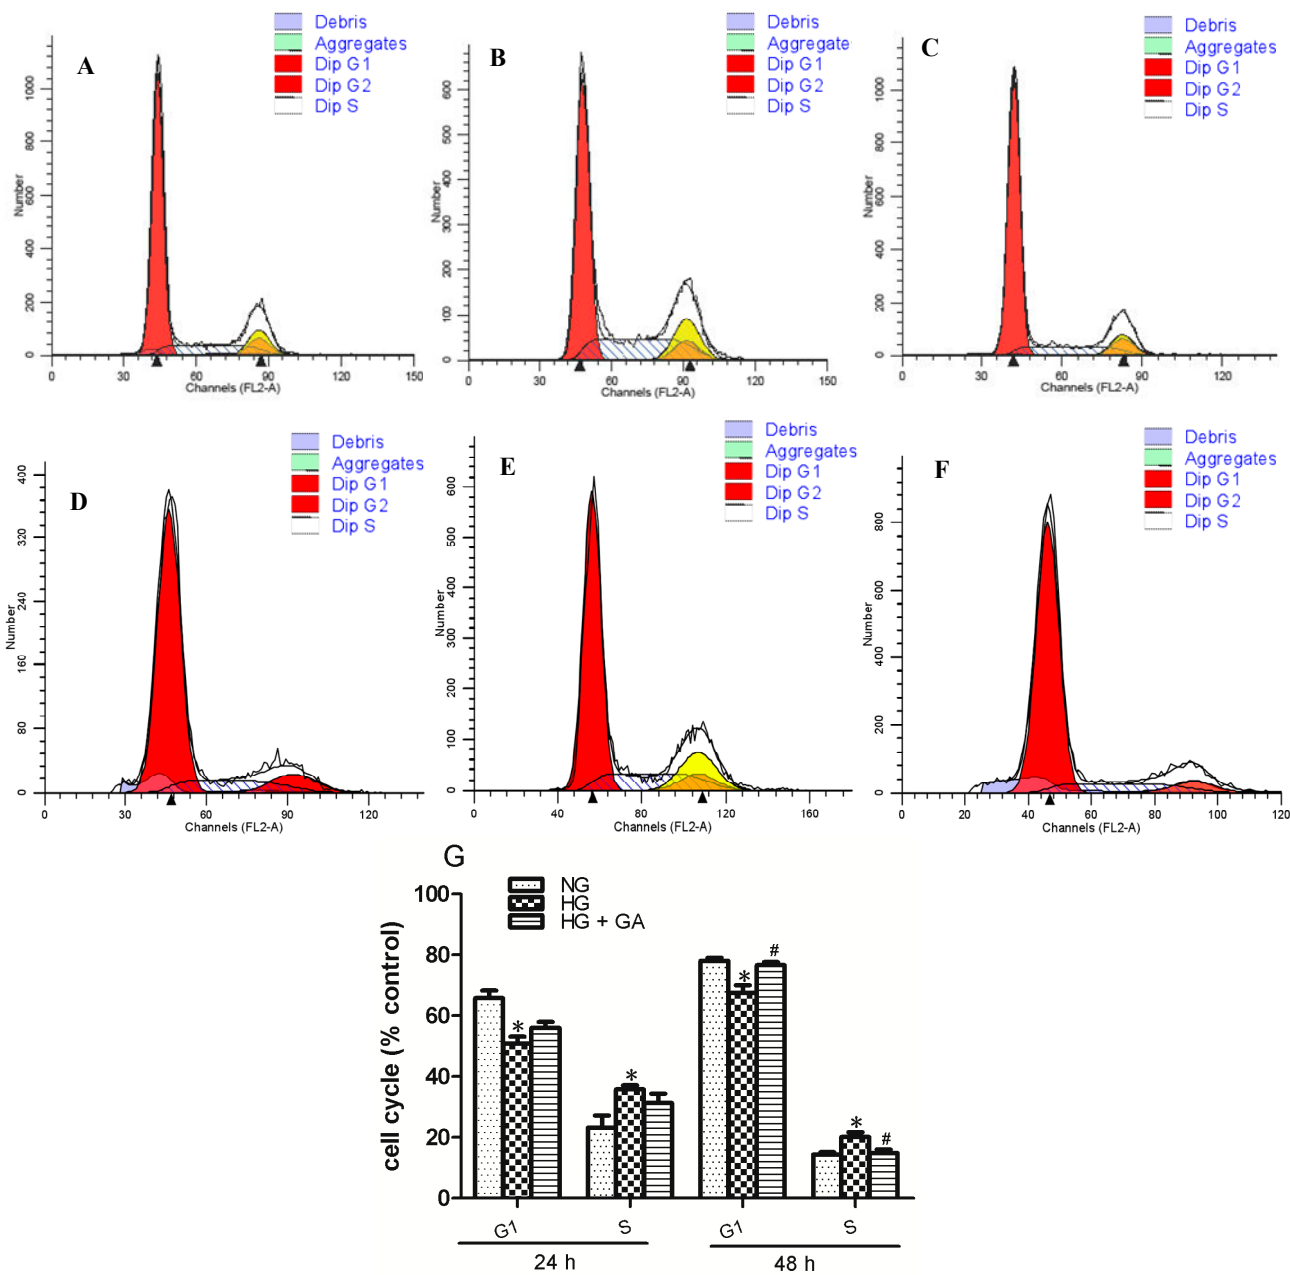 A
Debris
Aggregates
Dip G1
Dip G2
Dip S
Number
0 200 400 600 800 1000
0 30 60 90 120 150
Channels (FL2-A)
B
Debris
Aggregate
Dip G1
Dip G2
Dip S
Number
0 100 200 300 400 500 600
0 30 60 90 120 150
Channels (FL2-A)
C
Debris
Aggregates
Dip G1
Dip G2
Dip S
Number
0 200 400 600 800 1000
0 30 60 90 120
Channels (FL2-A)
D
Debris
Aggregates
Dip G1
Dip G2
Dip S
Number
0 80 160 240 320 400
0 30 60 90 120
Channels (FL2-A)
E
Debris
Aggregates
Dip G1
Dip G2
Dip S
Number
0 100 200 300 400 500 600
0 40 80 120 160
Channels (FL2-A)
F
Debris
Aggregates
Dip G1
Dip G2
Dip S
Number
0 200 400 600 800
0 20 40 60 80 100 120
Channels (FL2-A)
G
NG
HG
HG + GA
cell cycle (% control)
100
80
60
40
20
0
* * * # * #
G1 S G1 S
24 h 48 h